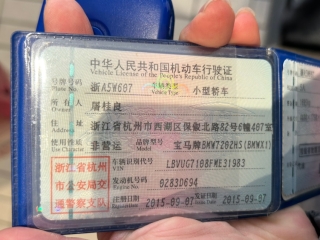 中华人民共和国机动车行驶证
Vehicle License of the People's Republic of China
号牌号码 浙A5W687 车辆类型 小型轿车
Plate No. Vehicle Type
所有人 屠桂良
Owner
住址 浙江省杭州市西湖区保俶北路82号6幢407室
Address
使用性质 非营运 品牌型号 宝马牌BMW7202HS(BMWX1)
Use Character Model
浙江省杭州市公安局交通警察支队
车辆识别代号 LBVUG7108FME31983
VIN
发动机号码 0283D694
Engine No.
注册日期 2015-09-07 发证日期 2015-09-07
Register Date Issue Date